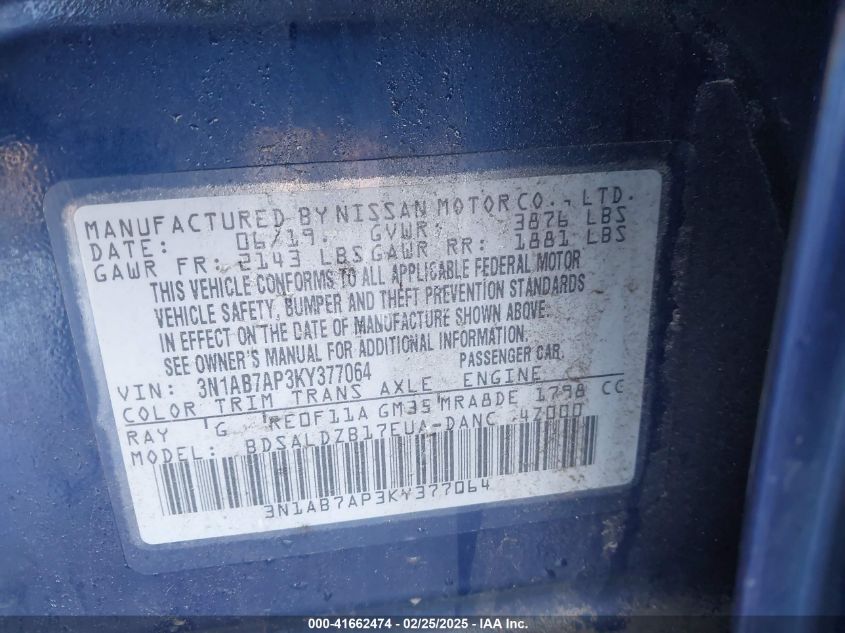 MANUFACTURED BY NISSAN MOTOR CO., LTD.
DATE: 06/19. GVWR: 3876 LBS
GAWR FR: 2143 LBS GAWR RR: 1881 LBS
THIS VEHICLE CONFORMS TO ALL APPLICABLE FEDERAL MOTOR
VEHICLE SAFETY, BUMPER AND THEFT PREVENTION STANDARDS
IN EFFECT ON THE DATE OF MANUFACTURE SHOWN ABOVE.
SEE OWNER'S MANUAL FOR ADDITIONAL INFORMATION.
VIN: 3N1AB7AP3KY377064 PASSENGER CAR.
COLOR TRIM TRANS AXLE ENGINE
RAY G RE0F11A GM35 MRA8DE 1798 CC
MODEL: BDSALDZB17EUA-DANC 4Z000
3N1AB7AP3KY377064
000-41662474 - 02/25/2025 - IAA, Inc.